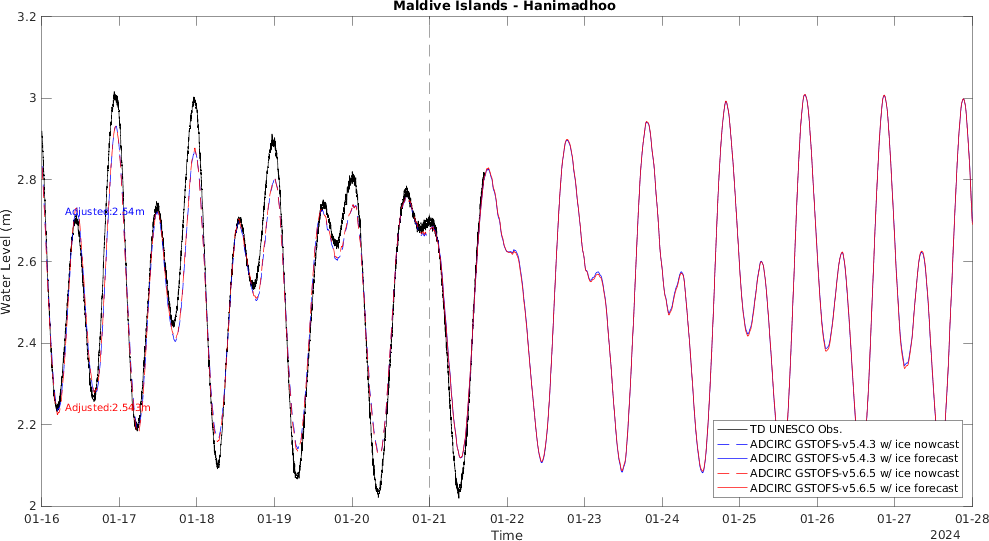 Maldive Islands - Hanimadhoo
3.2
3
2.8
2.6
2.4
2.2
2
Water Level (m)
Adjusted:2.54m
Adjusted:2.543m
TD UNESCO Obs.
ADCIRC GSTOFS-v5.4.3 w/ ice nowcast
ADCIRC GSTOFS-v5.4.3 w/ ice forecast
ADCIRC GSTOFS-v5.6.5 w/ ice nowcast
ADCIRC GSTOFS-v5.6.5 w/ ice forecast
01-16 01-17 01-18 01-19 01-20 01-21 01-22 01-23 01-24 01-25 01-26 01-27 01-28
Time
2024